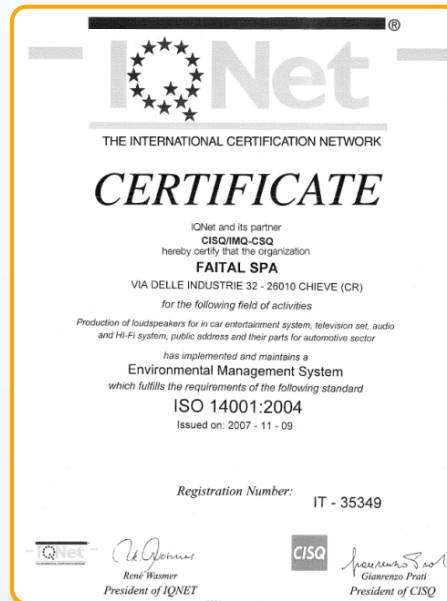 IQNet®
THE INTERNATIONAL CERTIFICATION NETWORK
CERTIFICATE
IQNet and its partner
CISQ/IMQ-CSQ
hereby certify that the organization
FAITAL SPA
VIA DELLE INDUSTRIE 32 - 26010 CHIEVE (CR)
for the following field of activities
Production of loudspeakers for in car entertainment system, television set, audio
and HI-Fi system, public address and their parts for automotive sector
has implemented and maintains a
Environmental Management System
which fulfills the requirements of the following standard
ISO 14001:2004
Issued on: 2007 - 11 - 09
Registration Number:
IT - 35349
IQNet
CISQ
René Wasmer
Gianrenzo Prati
President of IQNET
President of CISQ